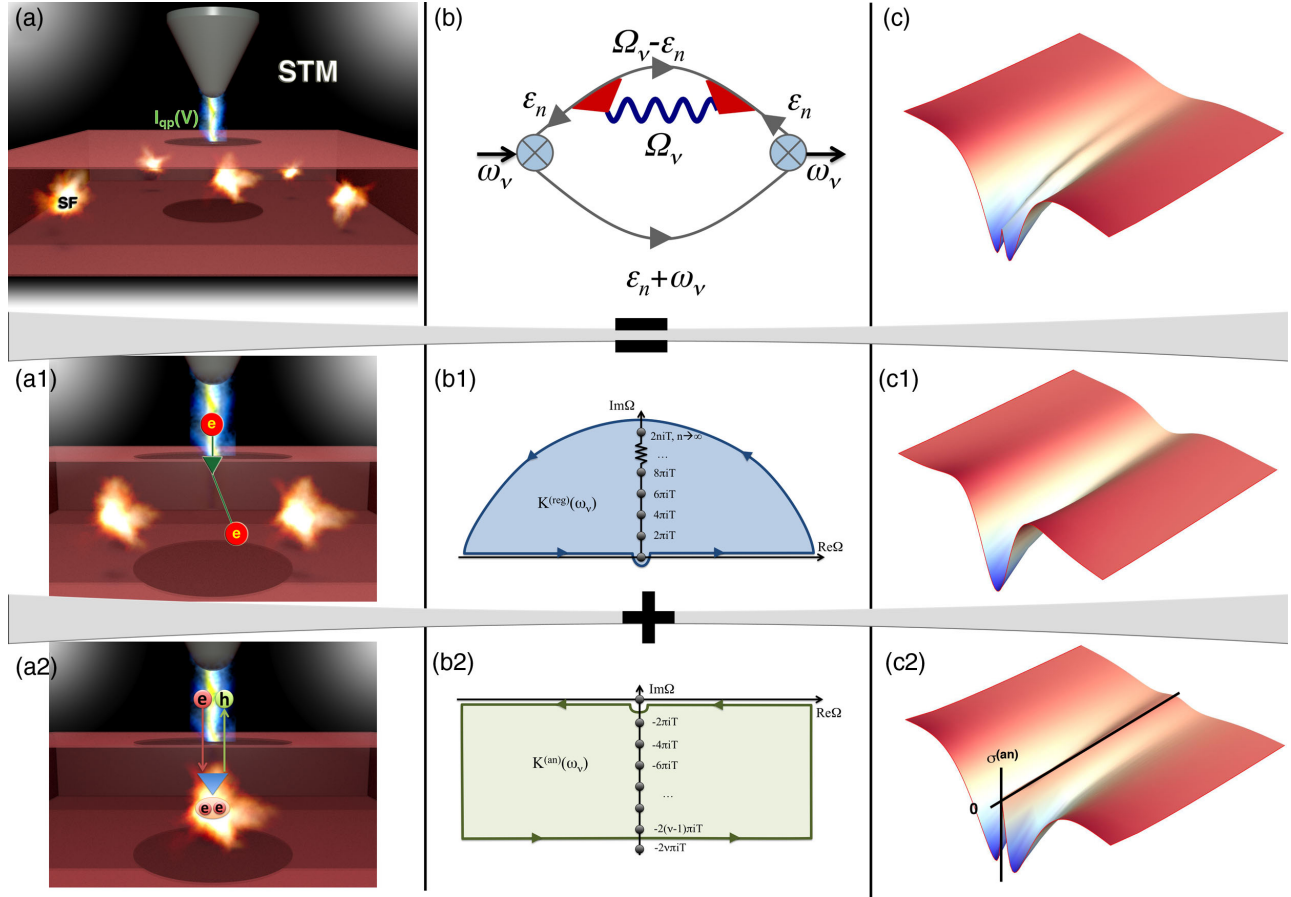 (a)
STM
I_qp(V)
SF
(b)
Ω_ν-ε_n
ε_n
ε_n
Ω_ν
ω_ν
ω_ν
ε_n+ω_ν
(c)
=
(a1)
e
e
(b1)
ImΩ
2niT, n→∞
...
8πiT
6πiT
4πiT
2πiT
K^(reg)(ω_ν)
ReΩ
(c1)
+
(a2)
e h
e e
(b2)
ImΩ
ReΩ
-2πiT
-4πiT
-6πiT
...
-2(ν-1)πiT
-2νπiT
K^(an)(ω_ν)
(c2)
σ^(an)
0